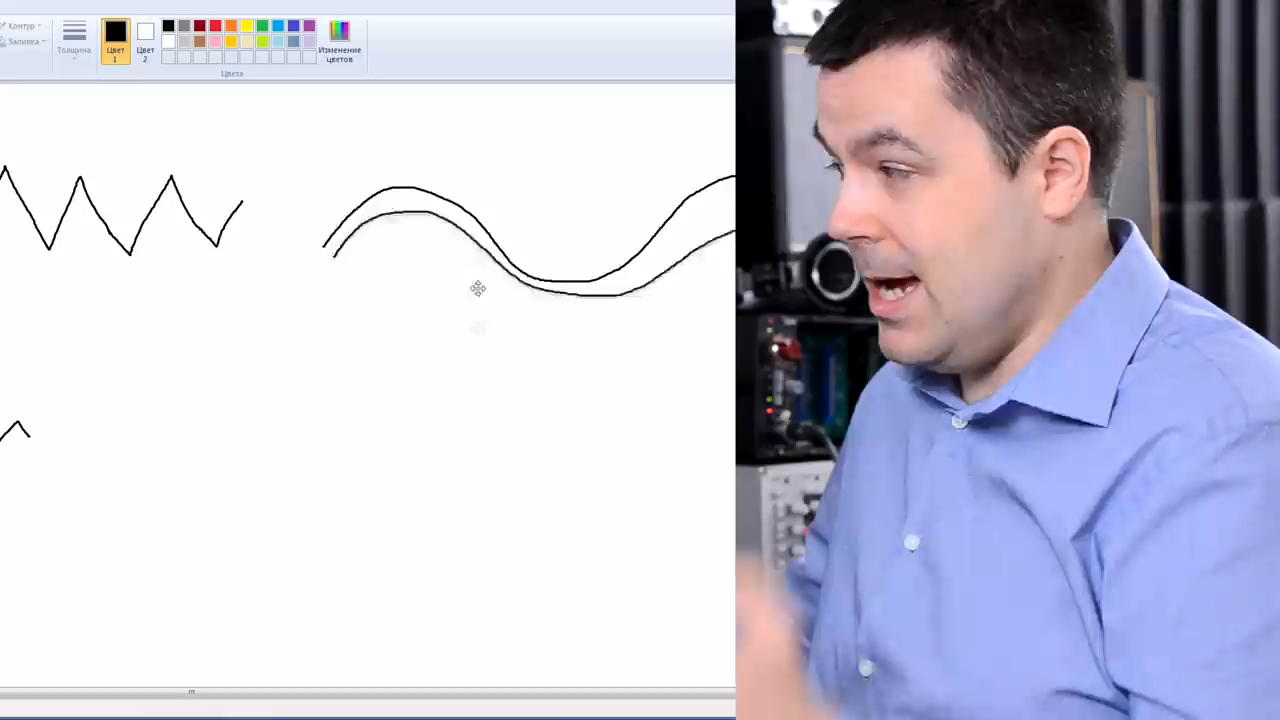 Контур
Заливка
Толщина
Цвет
1
Цвет
2
Изменение
цветов
Цвета